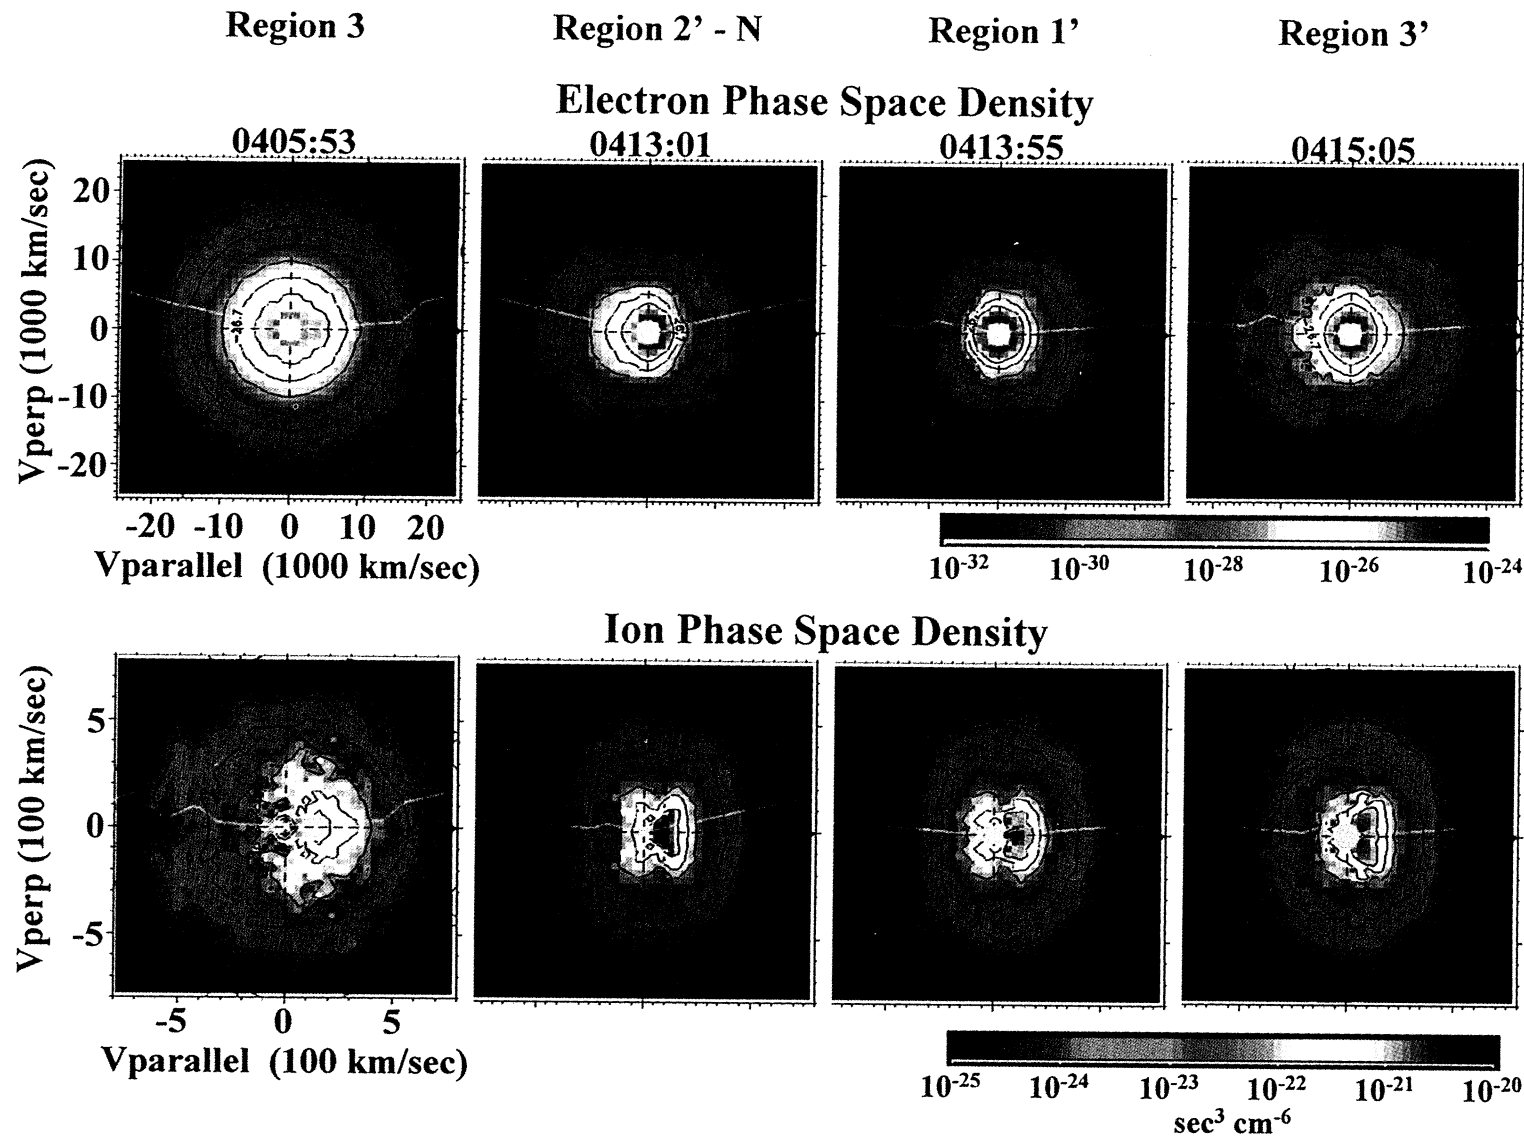 Region 3 Region 2’ - N Region 1’ Region 3’
Electron Phase Space Density
0405:53 0413:01 0413:55 0415:05
Vperp (1000 km/sec)
20
10
0
-10
-20
-20 -10 0 10 20
Vparallel (1000 km/sec)
10-32 10-30 10-28 10-26 10-24
Ion Phase Space Density
Vperp (100 km/sec)
5
0
-5
-5 0 5
Vparallel (100 km/sec)
10-25 10-24 10-23 10-22 10-21 10-20
sec3 cm-6